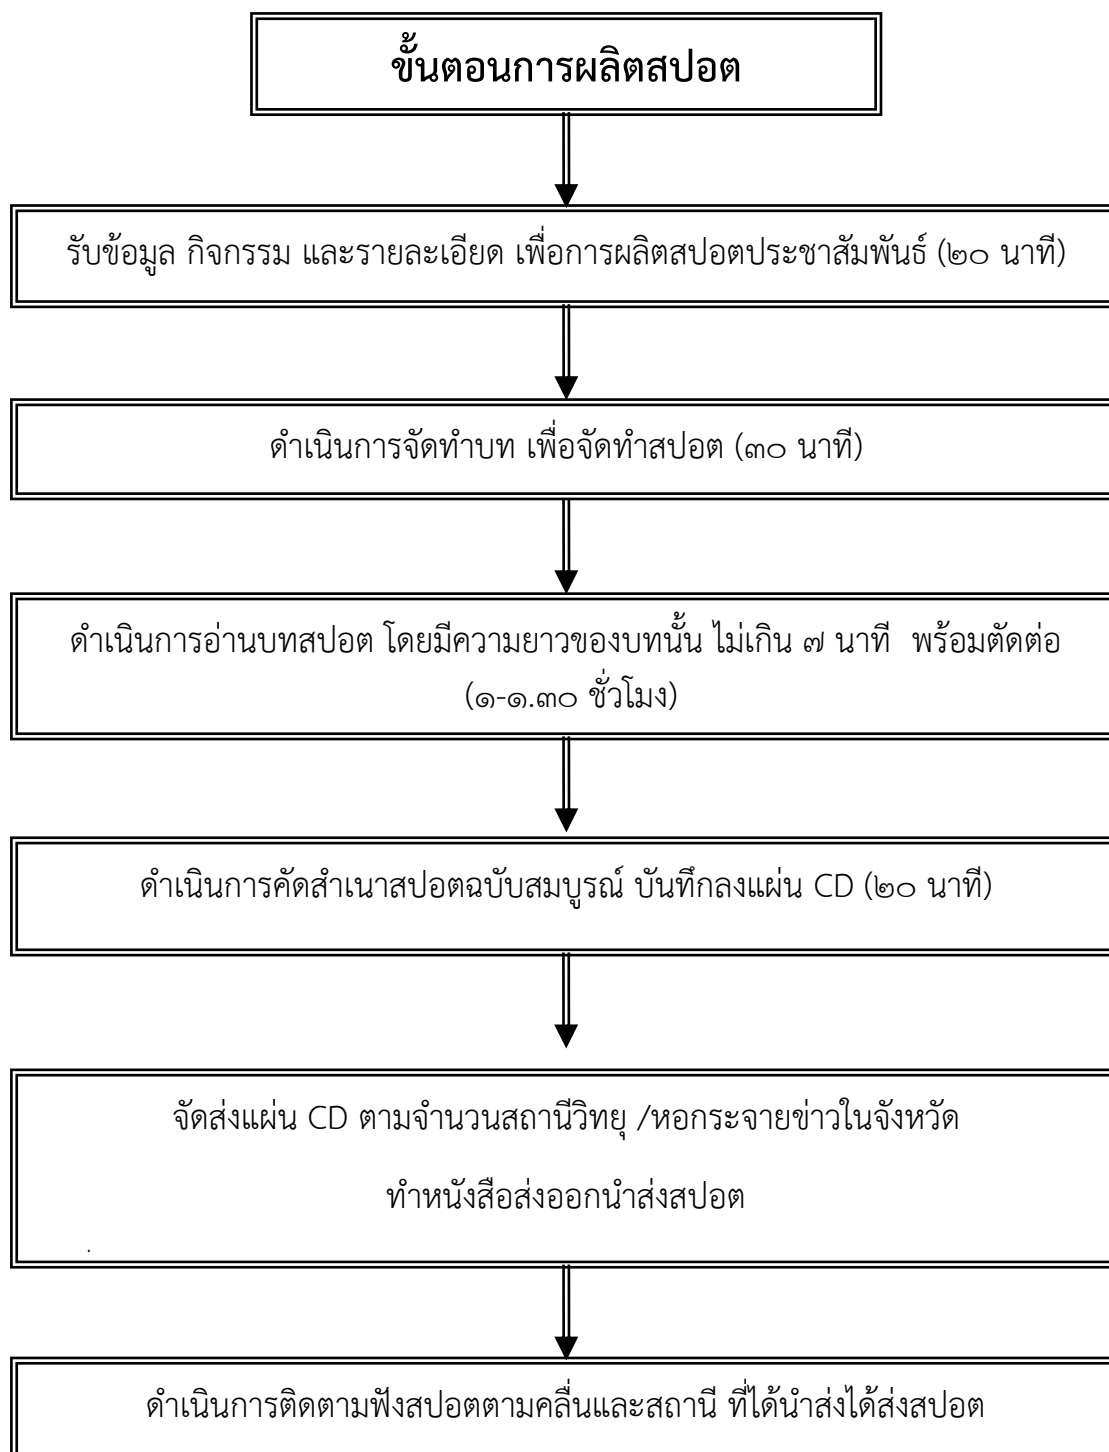 ขั้นตอนการผลิตสปอต
รับข้อมูล กิจกรรม และรายละเอียด เพื่อการผลิตสปอตประชาสัมพันธ์ (๒๐ นาที)
ดำเนินการจัดทำบท เพื่อจัดทำสปอต (๓๐ นาที)
ดำเนินการอ่านบทสปอต โดยมีความยาวของบทนั้น ไม่เกิน ๗ นาที พร้อมตัดต่อ
(๑-๑.๓๐ ชั่วโมง)
ดำเนินการคัดสำเนาสปอตฉบับสมบูรณ์ บันทึกลงแผ่น CD (๒๐ นาที)
จัดส่งแผ่น CD ตามจำนวนสถานีวิทยุ /หอกระจายข่าวในจังหวัด
ทำหนังสือส่งออกนำส่งสปอต
.
ดำเนินการติดตามฟังสปอตตามคลื่นและสถานี ที่ได้นำส่งได้ส่งสปอต